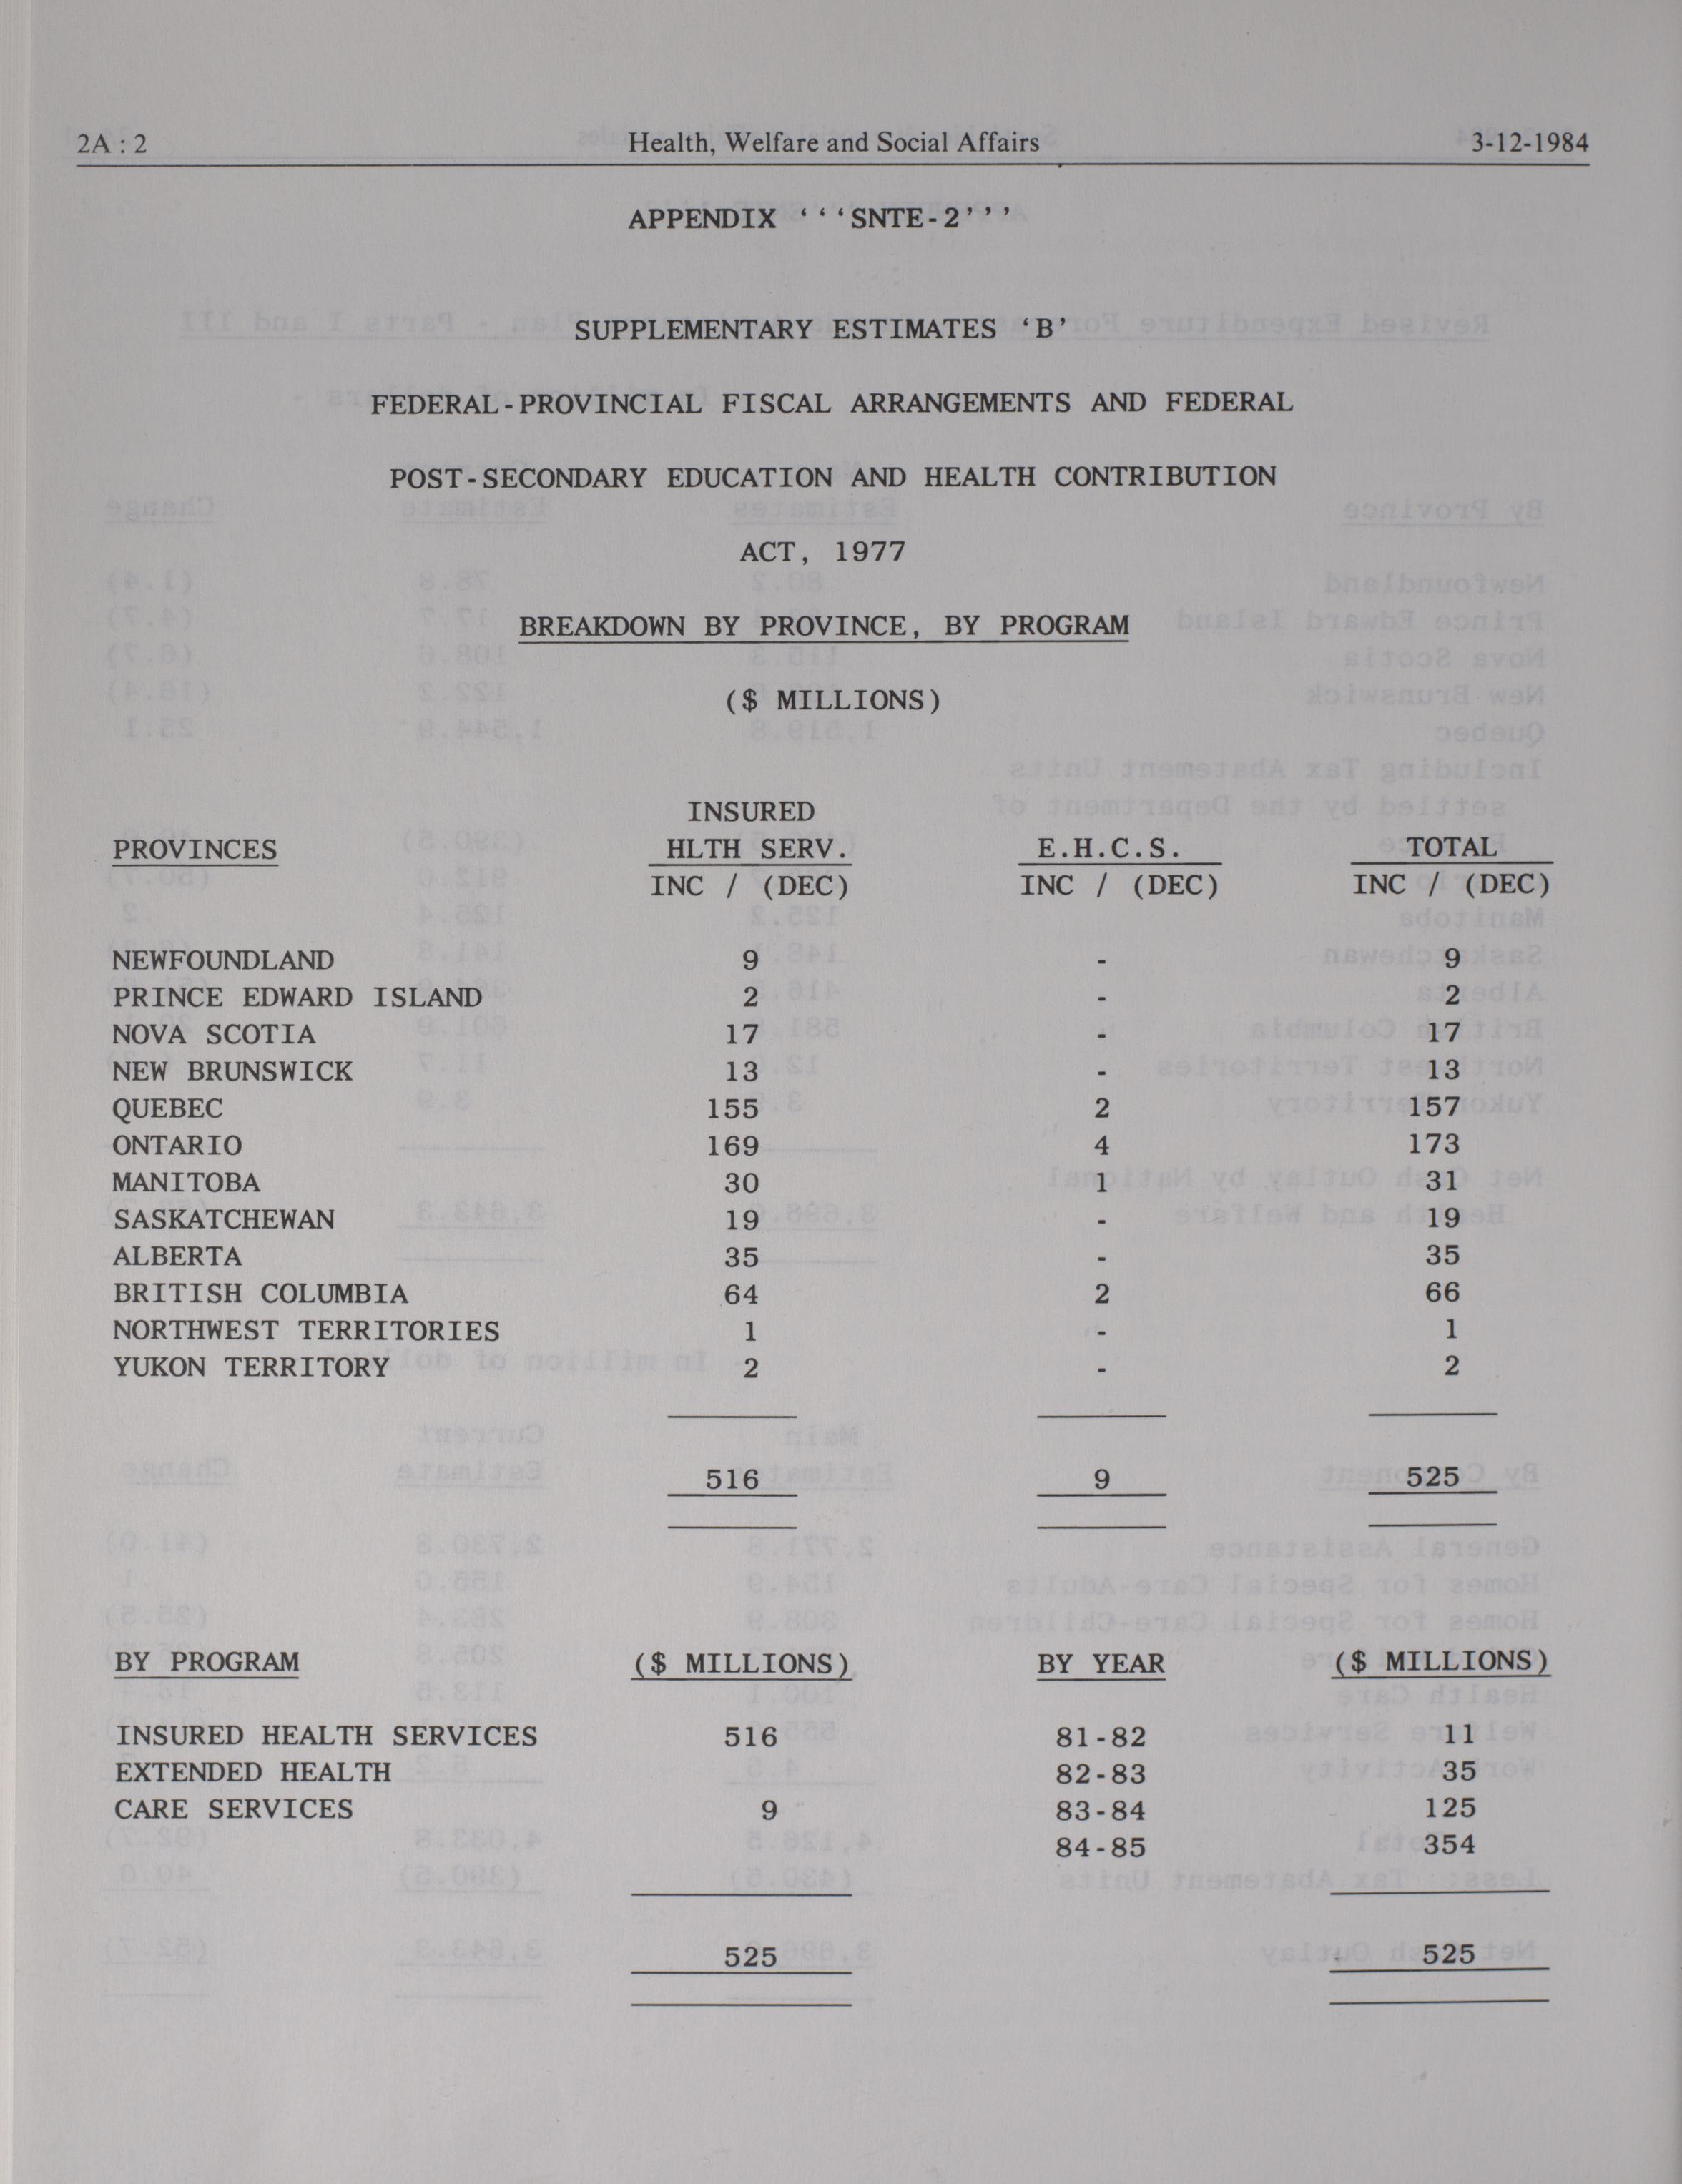 2A : 2 Health, Welfare and Social Affairs 3-12-1984
APPENDIX ‘‘‘SNTE-2’’’
SUPPLEMENTARY ESTIMATES ‘B’
FEDERAL-PROVINCIAL FISCAL ARRANGEMENTS AND FEDERAL
POST-SECONDARY EDUCATION AND HEALTH CONTRIBUTION
ACT, 1977
BREAKDOWN BY PROVINCE, BY PROGRAM
($ MILLIONS)
INSURED
PROVINCES HLTH SERV. E.H.C.S. TOTAL
INC / (DEC) INC / (DEC) INC / (DEC)
NEWFOUNDLAND 9 - 9
PRINCE EDWARD ISLAND 2 - 2
NOVA SCOTIA 17 - 17
NEW BRUNSWICK 13 - 13
QUEBEC 155 2 157
ONTARIO 169 4 173
MANITOBA 30 1 31
SASKATCHEWAN 19 - 19
ALBERTA 35 - 35
BRITISH COLUMBIA 64 2 66
NORTHWEST TERRITORIES 1 - 1
YUKON TERRITORY 2 - 2
516 9 525
BY PROGRAM ($ MILLIONS) BY YEAR ($ MILLIONS)
INSURED HEALTH SERVICES 516 81-82 11
EXTENDED HEALTH 82-83 35
CARE SERVICES 9 83-84 125
84-85 354
525 525